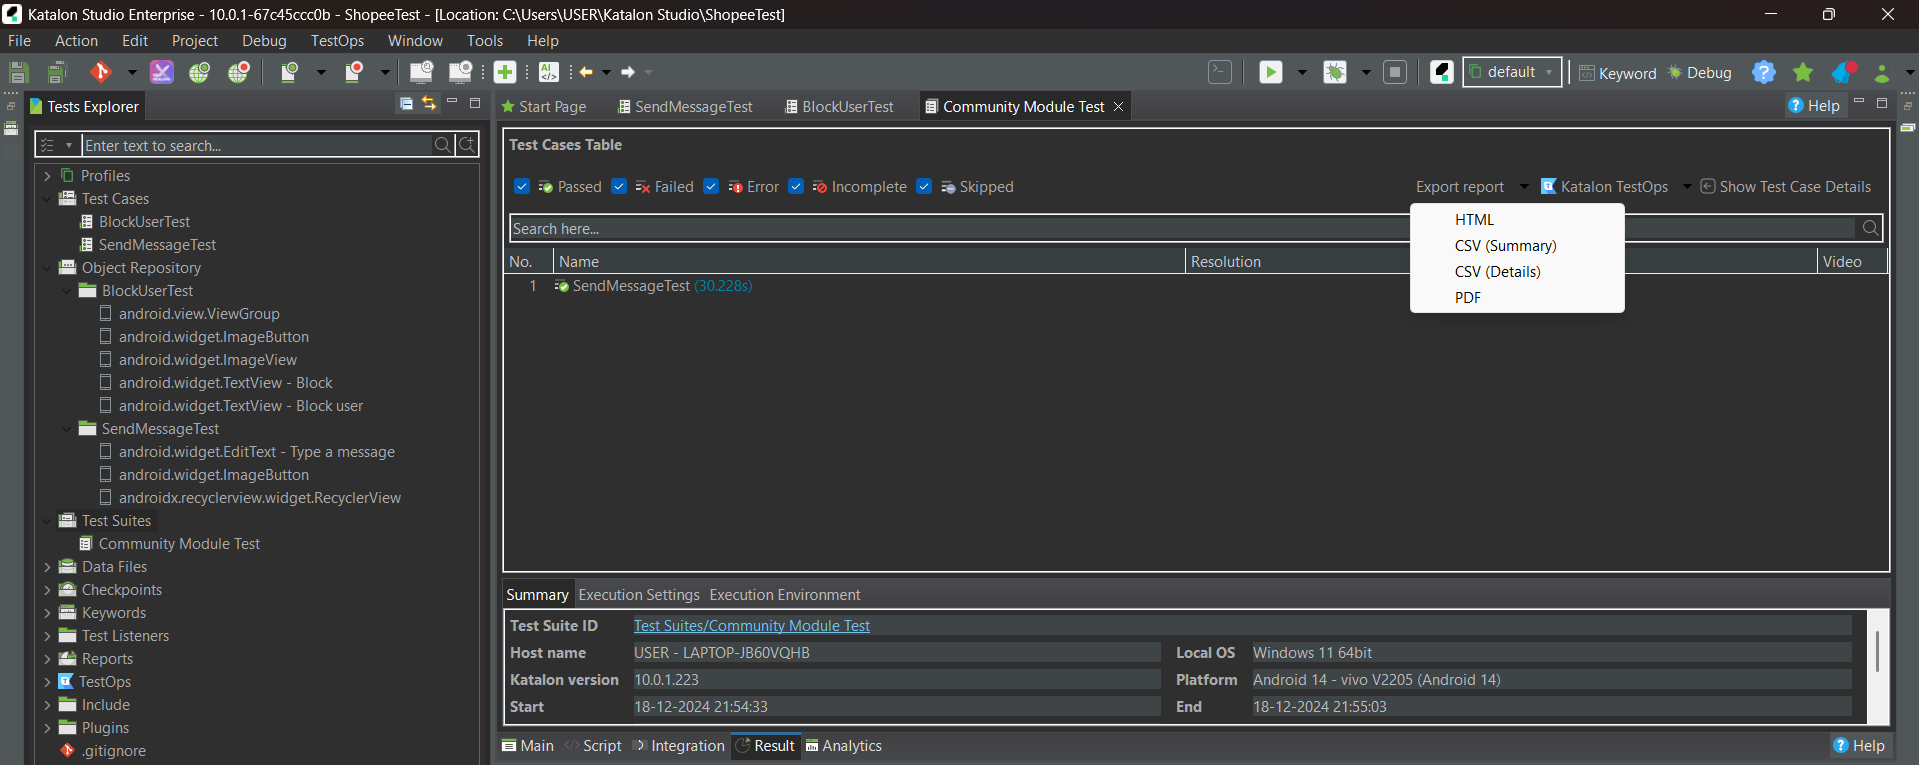 Katalon Studio Enterprise - 10.0.1-67c45ccc0b - ShopeeTest - [Location: C:\Users\USER\Katalon Studio\ShopeeTest]
File Action Edit Project Debug TestOps Window Tools Help
default Keyword Debug
Tests Explorer
Enter text to search...
Profiles
Test Cases
BlockUserTest
SendMessageTest
Object Repository
BlockUserTest
android.view.ViewGroup
android.widget.ImageButton
android.widget.ImageView
android.widget.TextView - Block
android.widget.TextView - Block user
SendMessageTest
android.widget.EditText - Type a message
android.widget.ImageButton
androidx.recyclerview.widget.RecyclerView
Test Suites
Community Module Test
Data Files
Checkpoints
Keywords
Test Listeners
Reports
TestOps
Include
Plugins
.gitignore
Start Page SendMessageTest BlockUserTest Community Module Test Help
Test Cases Table
Passed Failed Error Incomplete Skipped Export report Katalon TestOps Show Test Case Details
HTML
CSV (Summary)
CSV (Details)
PDF
Search here...
No. Name Resolution Video
1 SendMessageTest (30.228s)
Summary Execution Settings Execution Environment
Test Suite ID Test Suites/Community Module Test
Host name USER - LAPTOP-JB60VQHB Local OS Windows 11 64bit
Katalon version 10.0.1.223 Platform Android 14 - vivo V2205 (Android 14)
Start 18-12-2024 21:54:33 End 18-12-2024 21:55:03
Main Script Integration Result Analytics Help